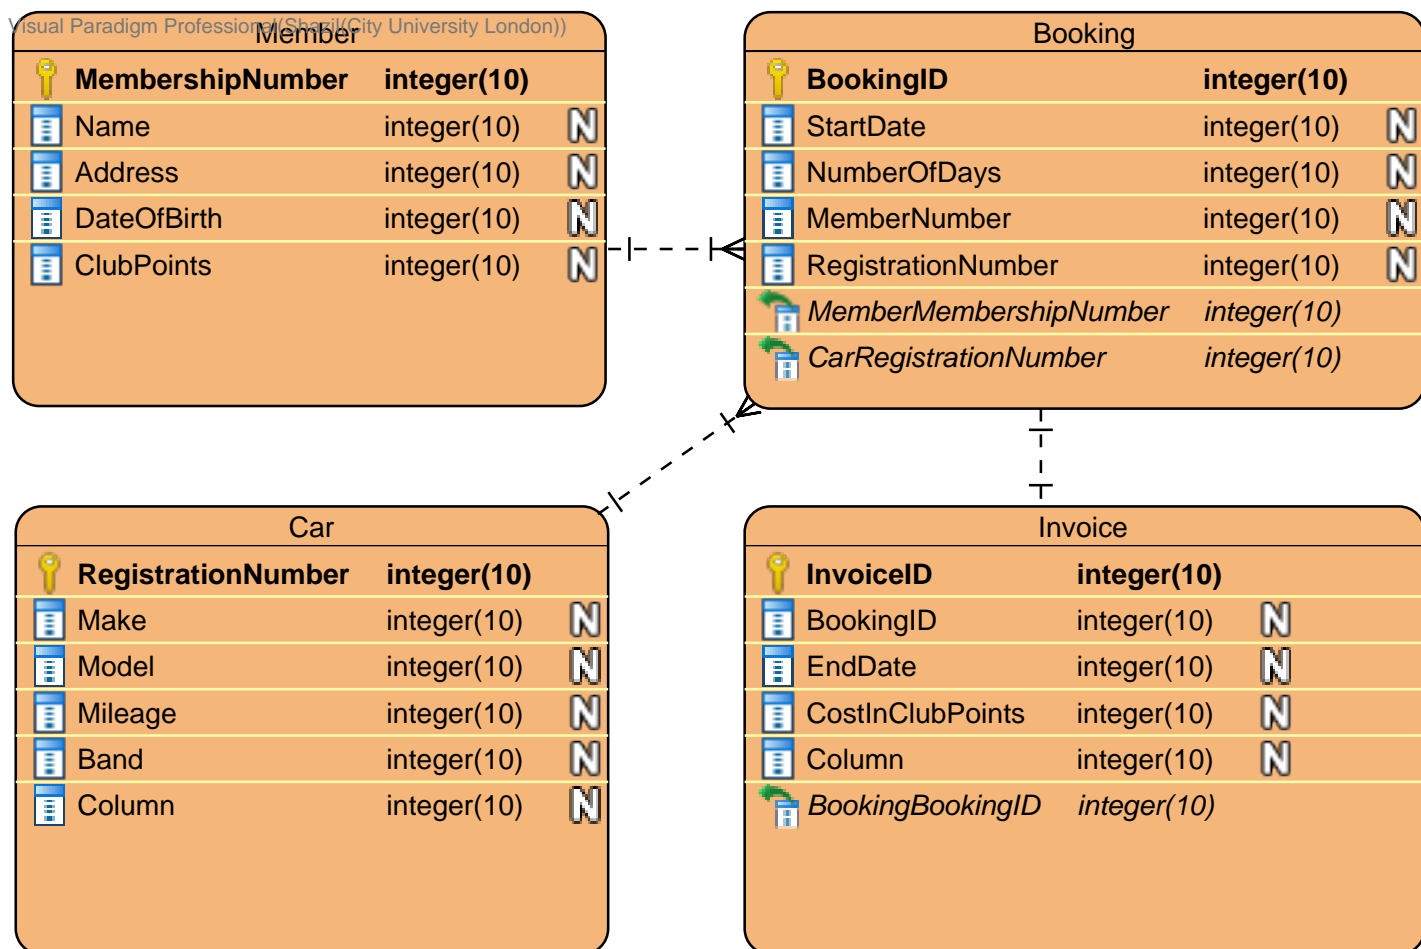 Visual Paradigm Professional(Shazil(City University London))
Member
MembershipNumber integer(10)
Name integer(10) N
Address integer(10) N
DateOfBirth integer(10) N
ClubPoints integer(10) N
Booking
BookingID integer(10)
StartDate integer(10) N
NumberOfDays integer(10) N
MemberNumber integer(10) N
RegistrationNumber integer(10) N
MemberMembershipNumber integer(10)
CarRegistrationNumber integer(10)
Car
RegistrationNumber integer(10)
Make integer(10) N
Model integer(10) N
Mileage integer(10) N
Band integer(10) N
Column integer(10) N
Invoice
InvoiceID integer(10)
BookingID integer(10) N
EndDate integer(10) N
CostInClubPoints integer(10) N
Column integer(10) N
BookingBookingID integer(10)